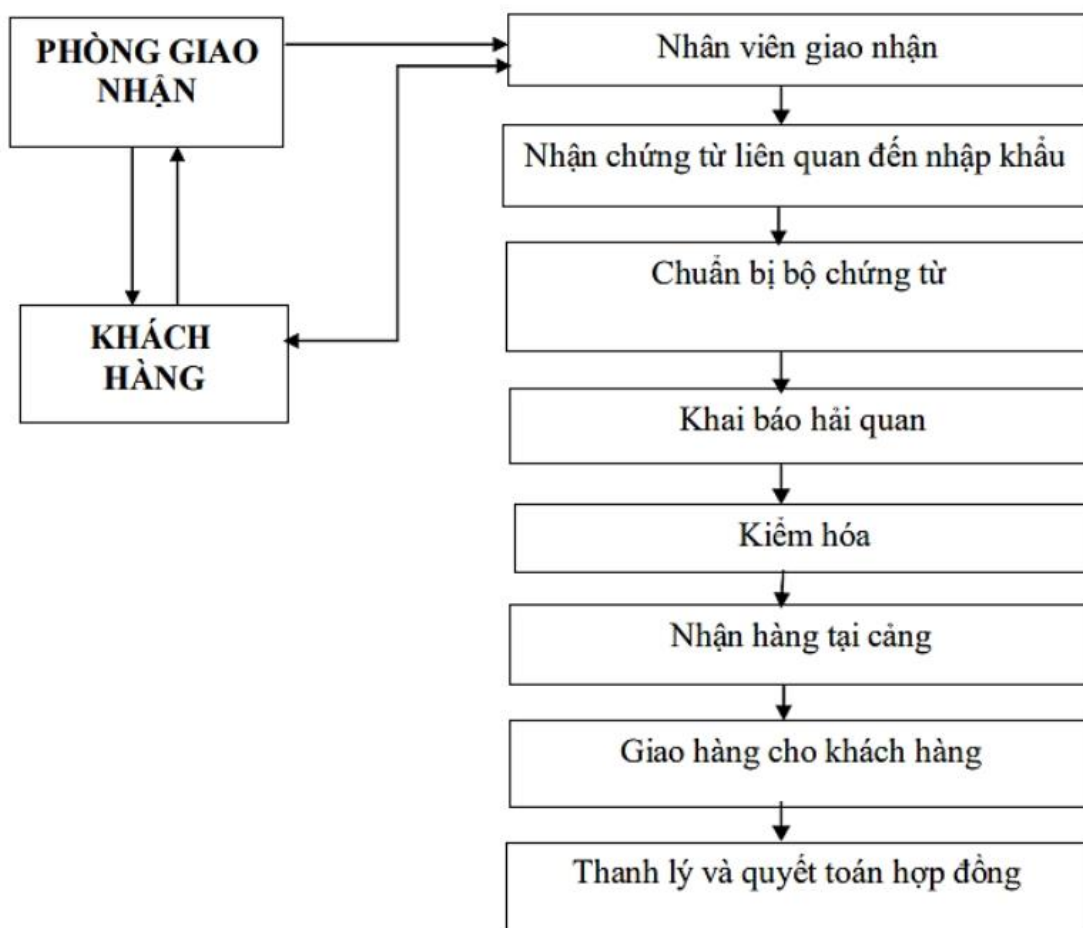 PHÒNG GIAO
NHẬN
KHÁCH
HÀNG
Nhân viên giao nhận
Nhận chứng từ liên quan đến nhập khẩu
Chuẩn bị bộ chứng từ
Khai báo hải quan
Kiểm hóa
Nhận hàng tại cảng
Giao hàng cho khách hàng
Thanh lý và quyết toán hợp đồng